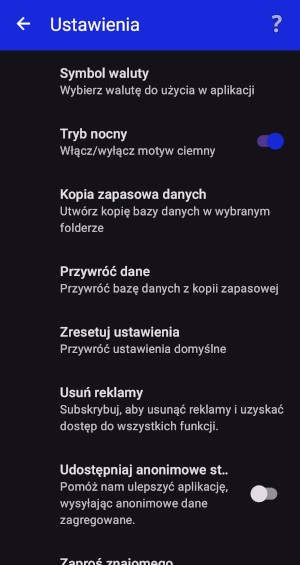 Ustawienia ?
Symbol waluty
Wybierz walutę do użycia w aplikacji
Tryb nocny
Włącz/wyłącz motyw ciemny
Kopia zapasowa danych
Utwórz kopię bazy danych w wybranym
folderze
Przywróć dane
Przywróć bazę danych z kopii zapasowej
Zresetuj ustawienia
Przywróć ustawienia domyślne
Usuń reklamy
Subskrybuj, aby usunąć reklamy i uzyskać
dostęp do wszystkich funkcji.
Udostępniaj anonimowe st..
Pomóż nam ulepszyć aplikację,
wysyłając anonimowe dane
zagregowane.
Zaproś znajomego